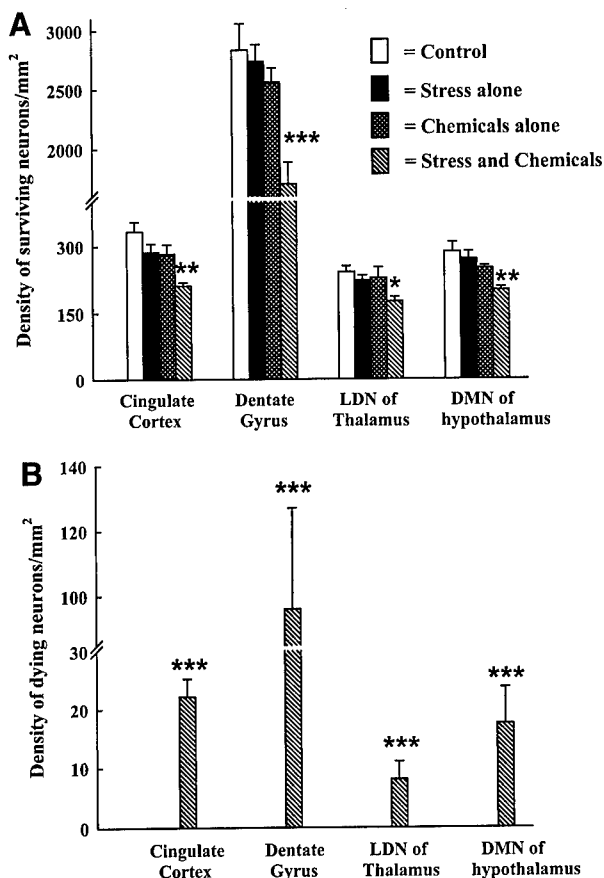 A
Density of surviving neurons/mm2
3000
2500
2000
300
150
0
= Control
= Stress alone
= Chemicals alone
= Stress and Chemicals
**
***
*
**
Cingulate Cortex
Dentate Gyrus
LDN of Thalamus
DMN of hypothalamus
B
Density of dying neurons/mm2
140
120
100
30
20
10
0
***
***
***
***
Cingulate Cortex
Dentate Gyrus
LDN of Thalamus
DMN of hypothalamus